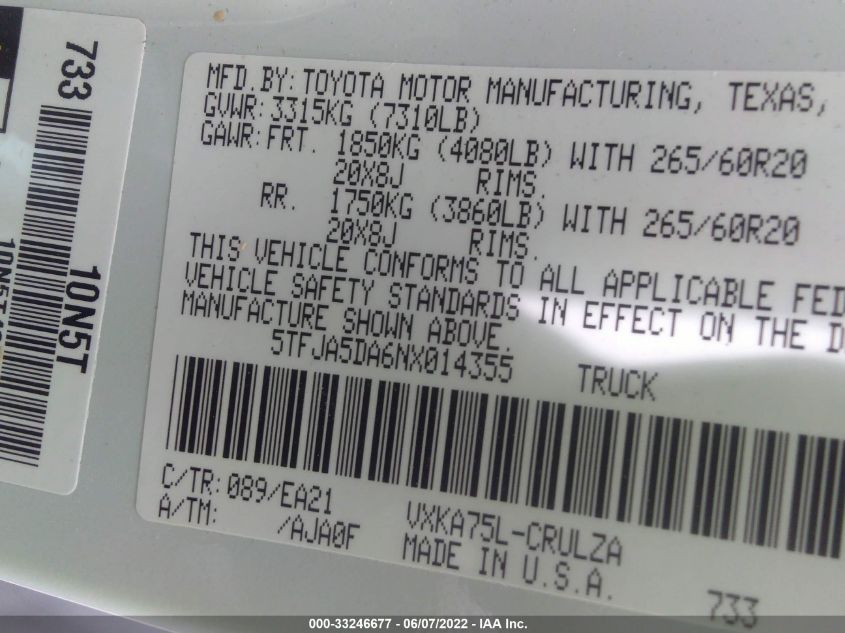 733
10N5T
MFD.BY: TOYOTA MOTOR MANUFACTURING, TEXAS,
GVWR: 3315KG (7310LB)
GAWR: FRT. 1850KG (4080LB) WITH 265/60R20
20X8J RIMS,
RR. 1750KG (3860LB) WITH 265/60R20
20X8J RIMS.
THIS VEHICLE CONFORMS TO ALL APPLICABLE FED
VEHICLE SAFETY STANDARDS IN EFFECT ON THE D
MANUFACTURE SHOWN ABOVE.
5TFJA5DA6NX014355 TRUCK
C/TR: 089/EA21
A/TM: /AJA0F
VXKA75L-CRULZA
MADE IN U.S.A.
733
000-33246677 - 06/07/2022 - IAA Inc.